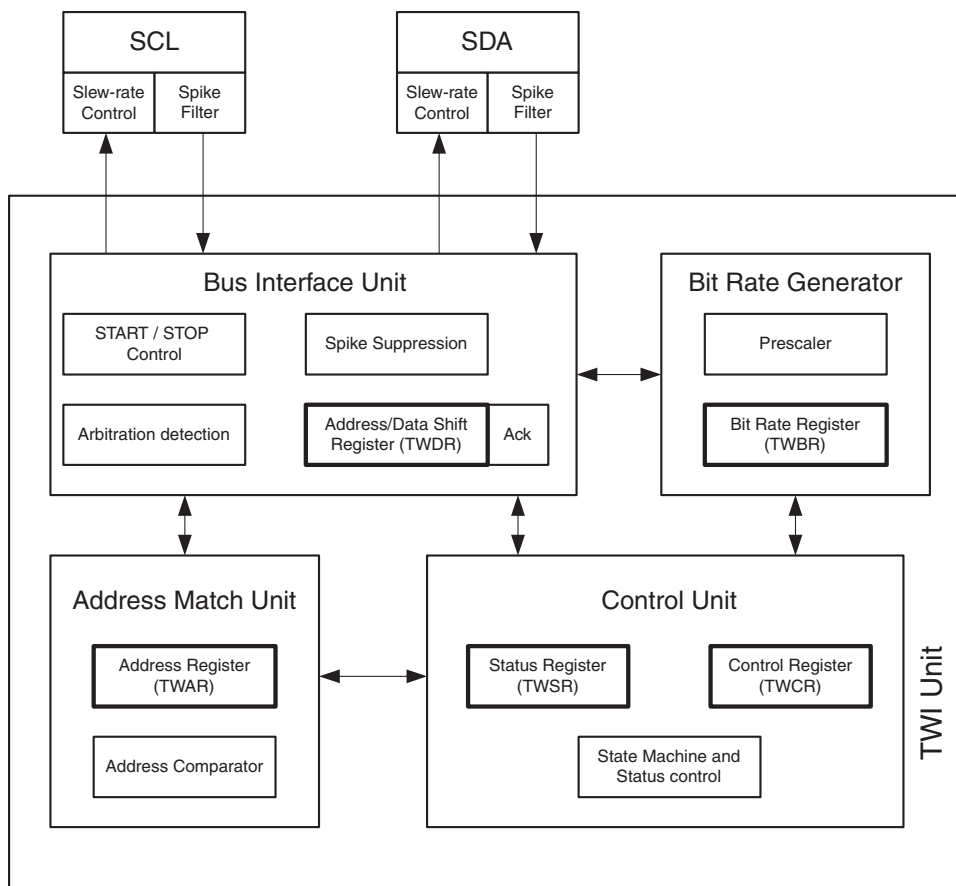 SCL
SDA
Slew-rate
Control
Spike
Filter
Slew-rate
Control
Spike
Filter
Bus Interface Unit
START / STOP
Control
Spike Suppression
Arbitration detection
Address/Data Shift
Register (TWDR)
Ack
Bit Rate Generator
Prescaler
Bit Rate Register
(TWBR)
Address Match Unit
Address Register
(TWAR)
Address Comparator
Control Unit
Status Register
(TWSR)
Control Register
(TWCR)
State Machine and
Status control
TWI Unit